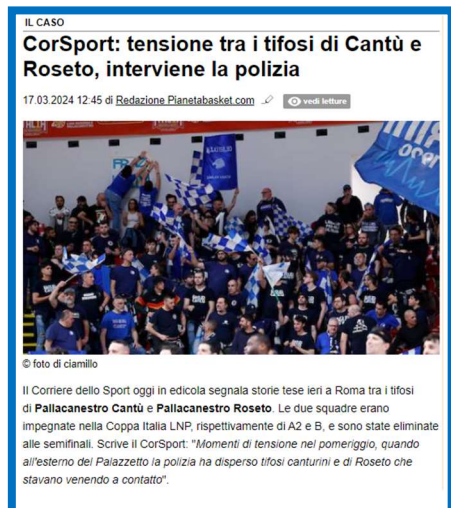 IL CASO
CorSport: tensione tra i tifosi di Cantù e
Roseto, interviene la polizia
17.03.2024 12:45 di Redazione Pianetabasket.com vedi letture
© foto di ciamillo
Il Corriere dello Sport oggi in edicola segnala storie tese ieri a Roma tra i tifosi
di Pallacanestro Cantù e Pallacanestro Roseto. Le due squadre erano
impegnate nella Coppa Italia LNP, rispettivamente di A2 e B, e sono state eliminate
alle semifinali. Scrive il CorSport: "Momenti di tensione nel pomeriggio, quando
all'esterno del Palazzetto la polizia ha disperso tifosi canturini e di Roseto che
stavano venendo a contatto".